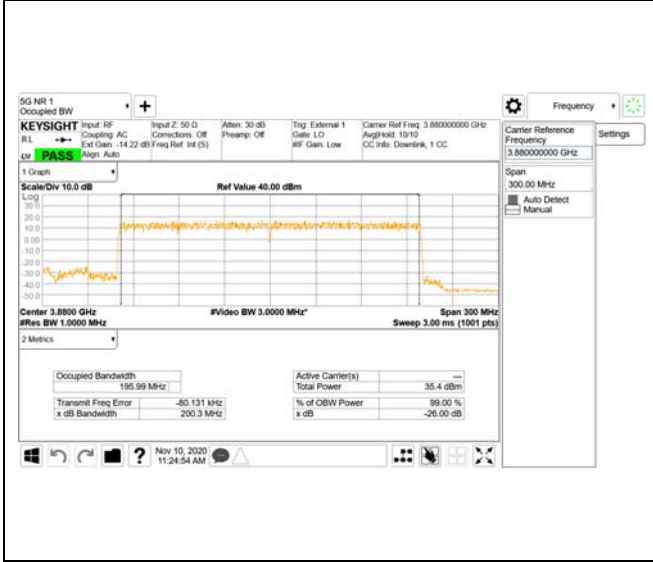 5G NR 1
Occupied BW
Frequency
KEYSIGHT
R L
PASS
Input: RF
Coupling: AC
Ext Gain: -14.22 dB
Align: Auto
Input Z: 50 Ω
Corrections: Off
Freq Ref: Int (S)
Atten: 30 dB
Preamp: Off
Trig: External 1
Gate: LO
#IF Gain: Low
Carrier Ref Freq: 3.880000000 GHz
Avg|Hold: 10/10
CC Info: Downlink, 1 CC
Carrier Reference
Frequency
3.880000000 GHz
Settings
Span
300.00 MHz
Auto Detect
Manual
1 Graph
Scale/Div 10.0 dB
Ref Value 40.00 dBm
Log
30.0
20.0
10.0
0.00
-10.0
-20.0
-30.0
-40.0
-50.0
Center 3.8800 GHz
#Video BW 3.0000 MHz*
Span 300 MHz
#Res BW 1.0000 MHz
Sweep 3.00 ms (1001 pts)
2 Metrics
Occupied Bandwidth
195.99 MHz
Transmit Freq Error -80.131 kHz
x dB Bandwidth 200.3 MHz
Active Carrier(s) ---
Total Power 35.4 dBm
% of OBW Power 99.00 %
x dB -26.00 dB
?
Nov 10, 2020
11:24:54 AM